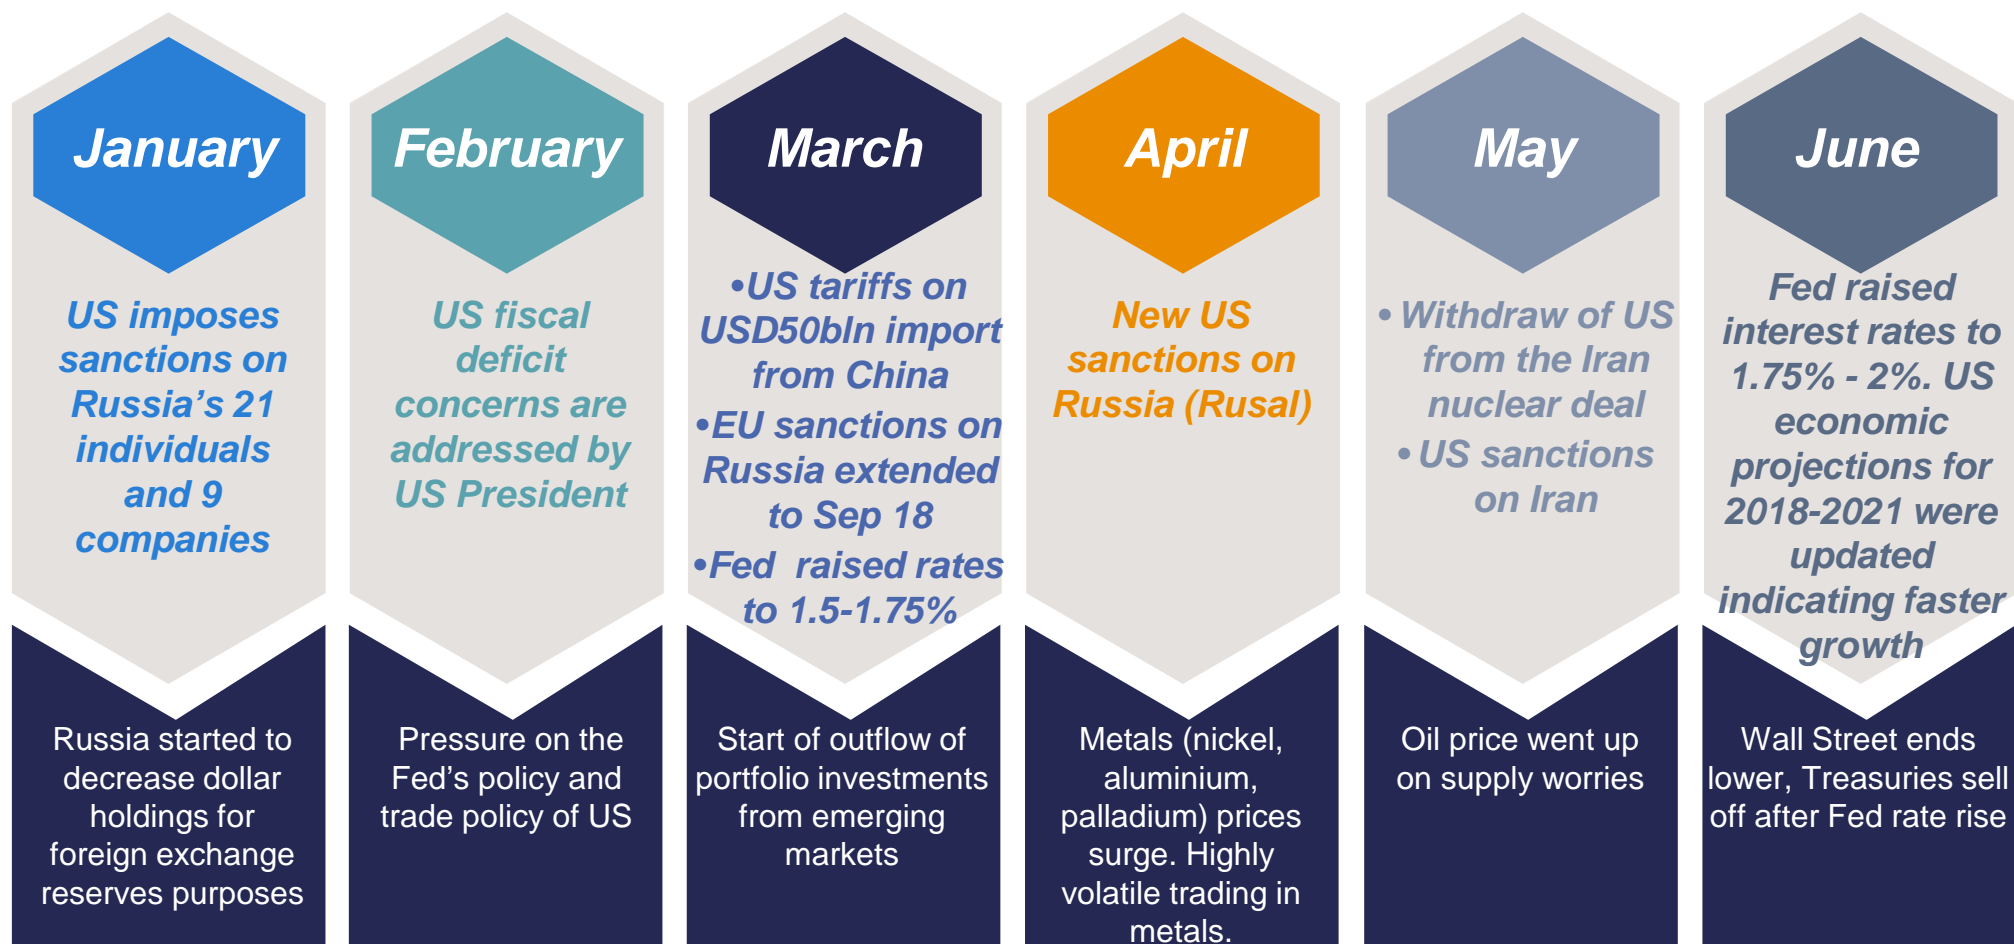 January
US imposes
sanctions on
Russia’s 21
individuals
and 9
companies
Russia started to
decrease dollar
holdings for
foreign exchange
reserves purposes
February
US fiscal
deficit
concerns are
addressed by
US President
Pressure on the
Fed’s policy and
trade policy of US
March
•US tariffs on
USD50bln import
from China
•EU sanctions on
Russia extended
to Sep 18
•Fed  raised rates
to 1.5-1.75%
Start of outflow of
portfolio investments
from emerging
markets
April
New US
sanctions on
Russia (Rusal)
Metals (nickel,
aluminium,
palladium) prices
surge. Highly
volatile trading in
metals.
May
• Withdraw of US
from the Iran
nuclear deal
• US sanctions
on Iran
Oil price went up
on supply worries
June
Fed raised
interest rates to
1.75% - 2%. US
economic
projections for
2018-2021 were
updated
indicating faster
growth
Wall Street ends
lower, Treasuries sell
off after Fed rate rise